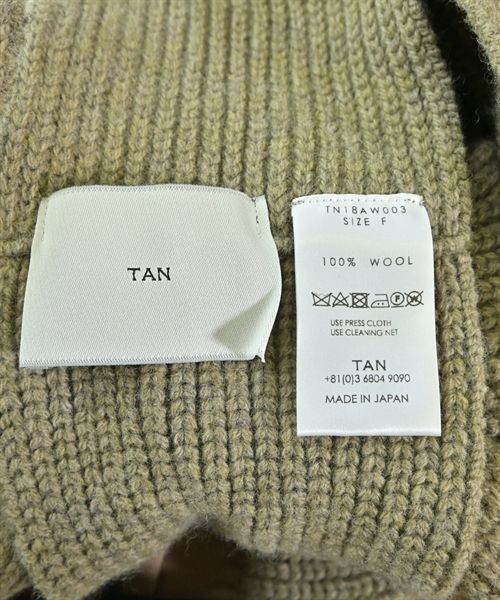 TAN
TN18AW003
SIZE F
100% WOOL
USE PRESS CLOTH
USE CLEANING NET
TAN
+81(0)3 6804 9090
MADE IN JAPAN